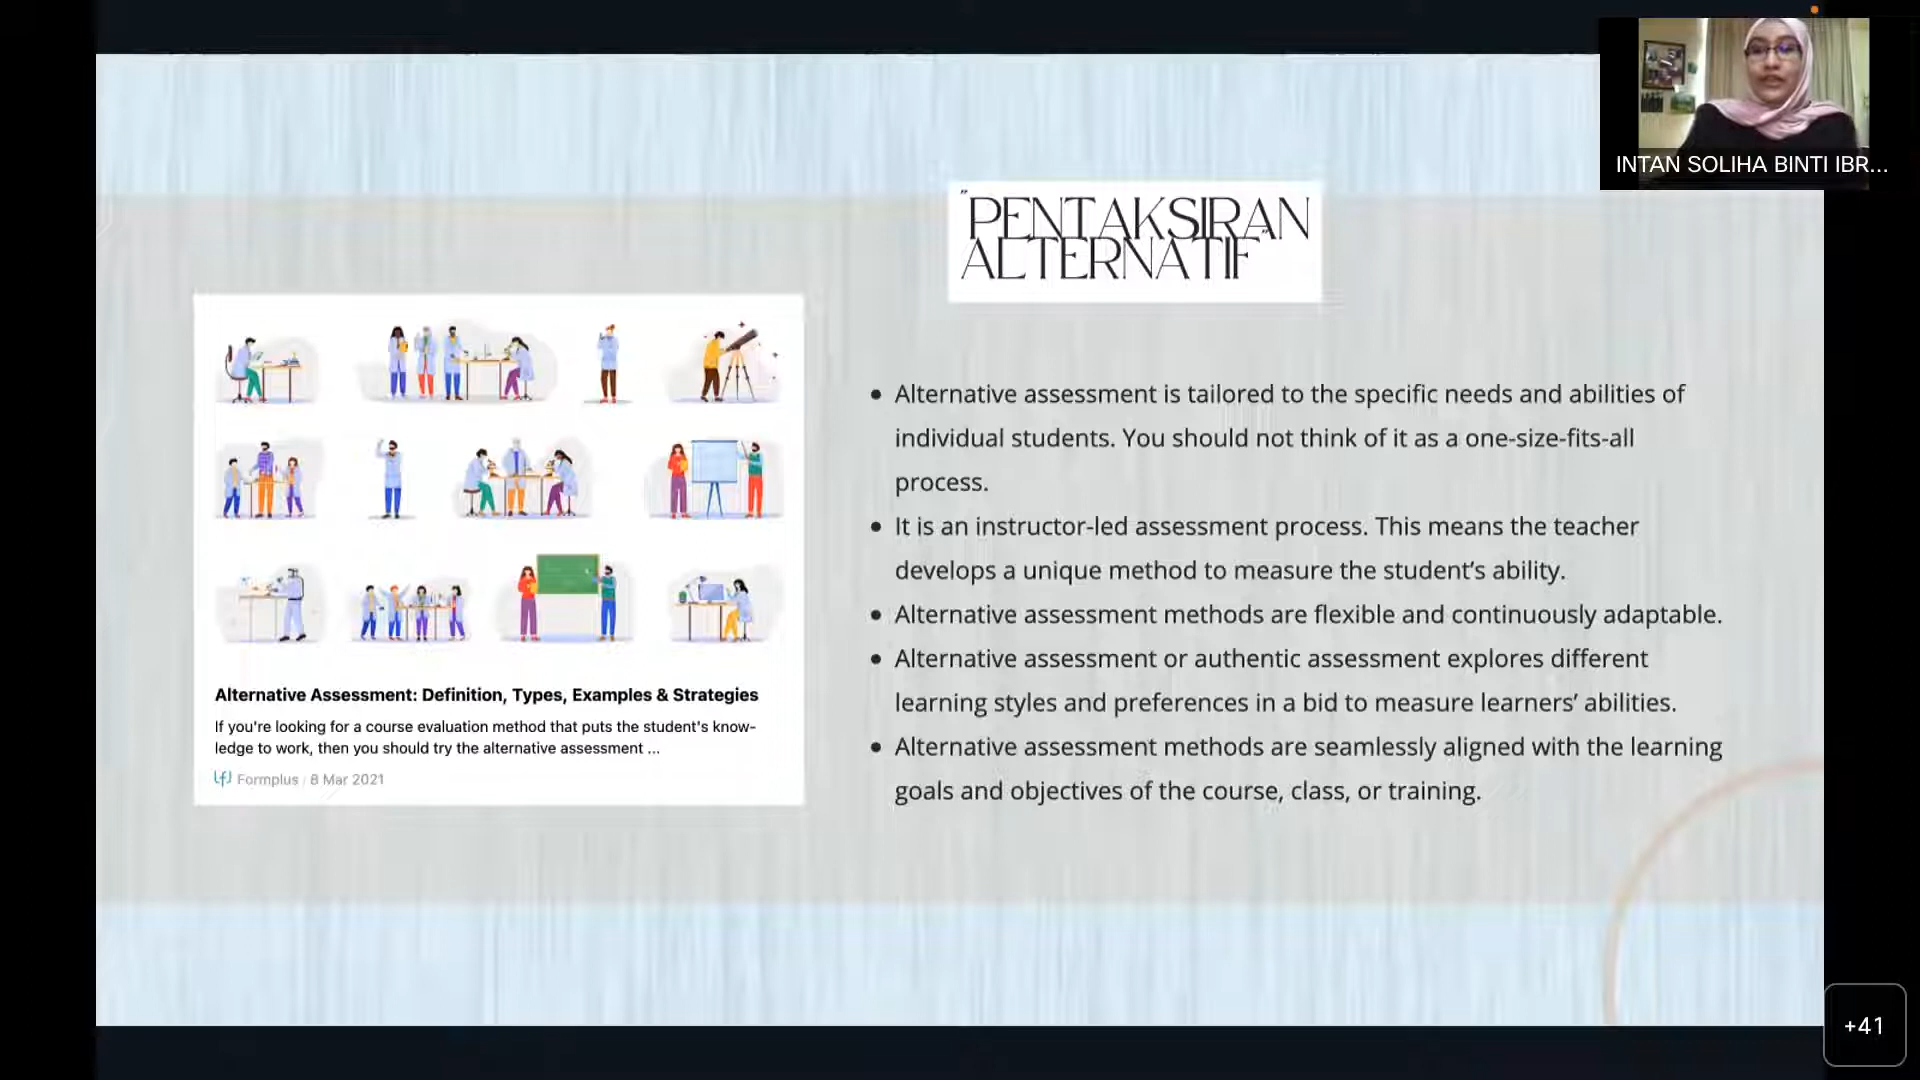 INTAN SOLIHA BINTI IBR...
"PENTAKSIRAN
ALTERNATIF"
Alternative Assessment: Definition, Types, Examples & Strategies
If you're looking for a course evaluation method that puts the student's know-
ledge to work, then you should try the alternative assessment ...
Formplus | 8 Mar 2021
• Alternative assessment is tailored to the specific needs and abilities of
individual students. You should not think of it as a one-size-fits-all
process.
• It is an instructor-led assessment process. This means the teacher
develops a unique method to measure the student’s ability.
• Alternative assessment methods are flexible and continuously adaptable.
• Alternative assessment or authentic assessment explores different
learning styles and preferences in a bid to measure learners’ abilities.
• Alternative assessment methods are seamlessly aligned with the learning
goals and objectives of the course, class, or training.
+41